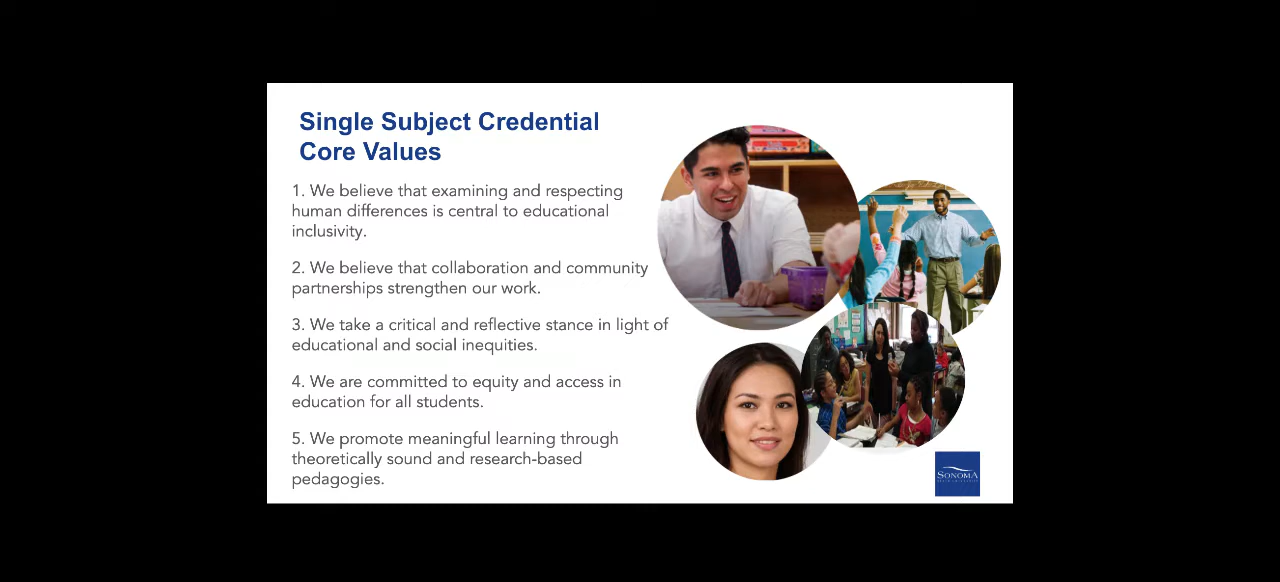 Single Subject Credential
Core Values
1. We believe that examining and respecting
human differences is central to educational
inclusivity.
2. We believe that collaboration and community
partnerships strengthen our work.
3. We take a critical and reflective stance in light of
educational and social inequities.
4. We are committed to equity and access in
education for all students.
5. We promote meaningful learning through
theoretically sound and research-based
pedagogies.
SONOMA